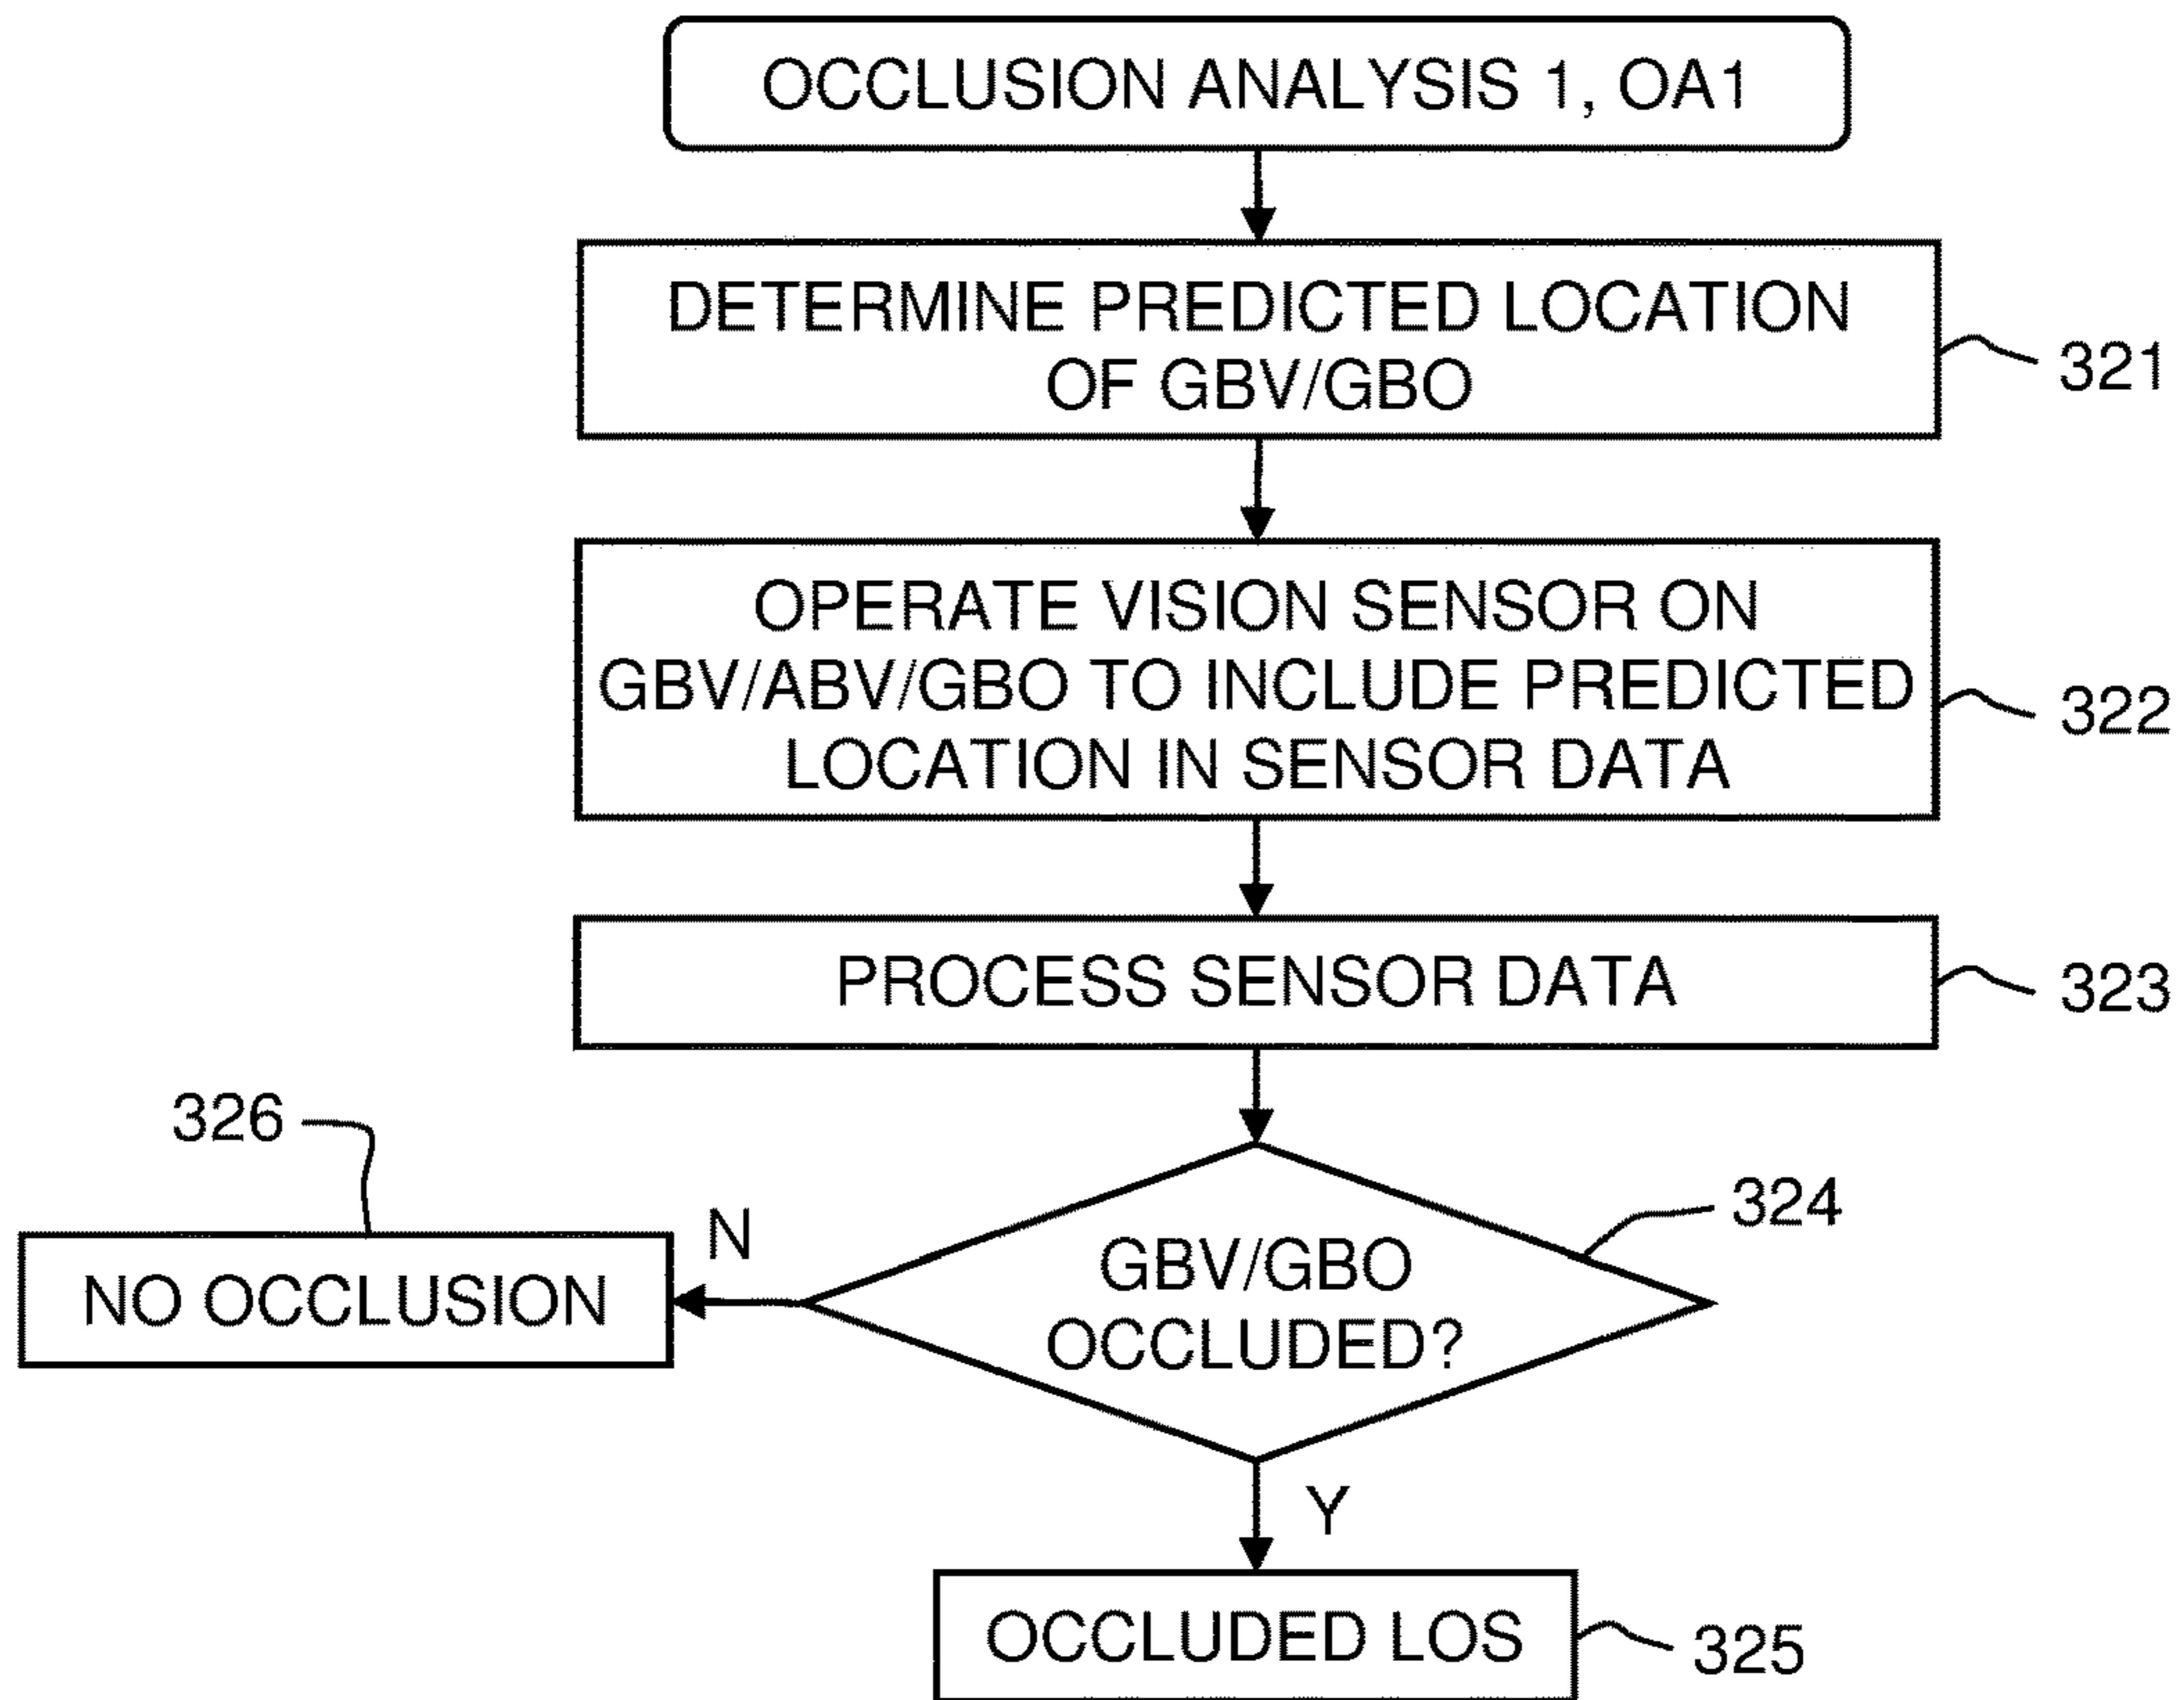 OCCLUSION ANALYSIS 1, OA1
DETERMINE PREDICTED LOCATION
OF GBV/GBO
321
OPERATE VISION SENSOR ON
GBV/ABV/GBO TO INCLUDE PREDICTED
LOCATION IN SENSOR DATA
322
PROCESS SENSOR DATA
323
326
324
N
NO OCCLUSION
GBV/GBO
OCCLUDED?
Y
OCCLUDED LOS
325